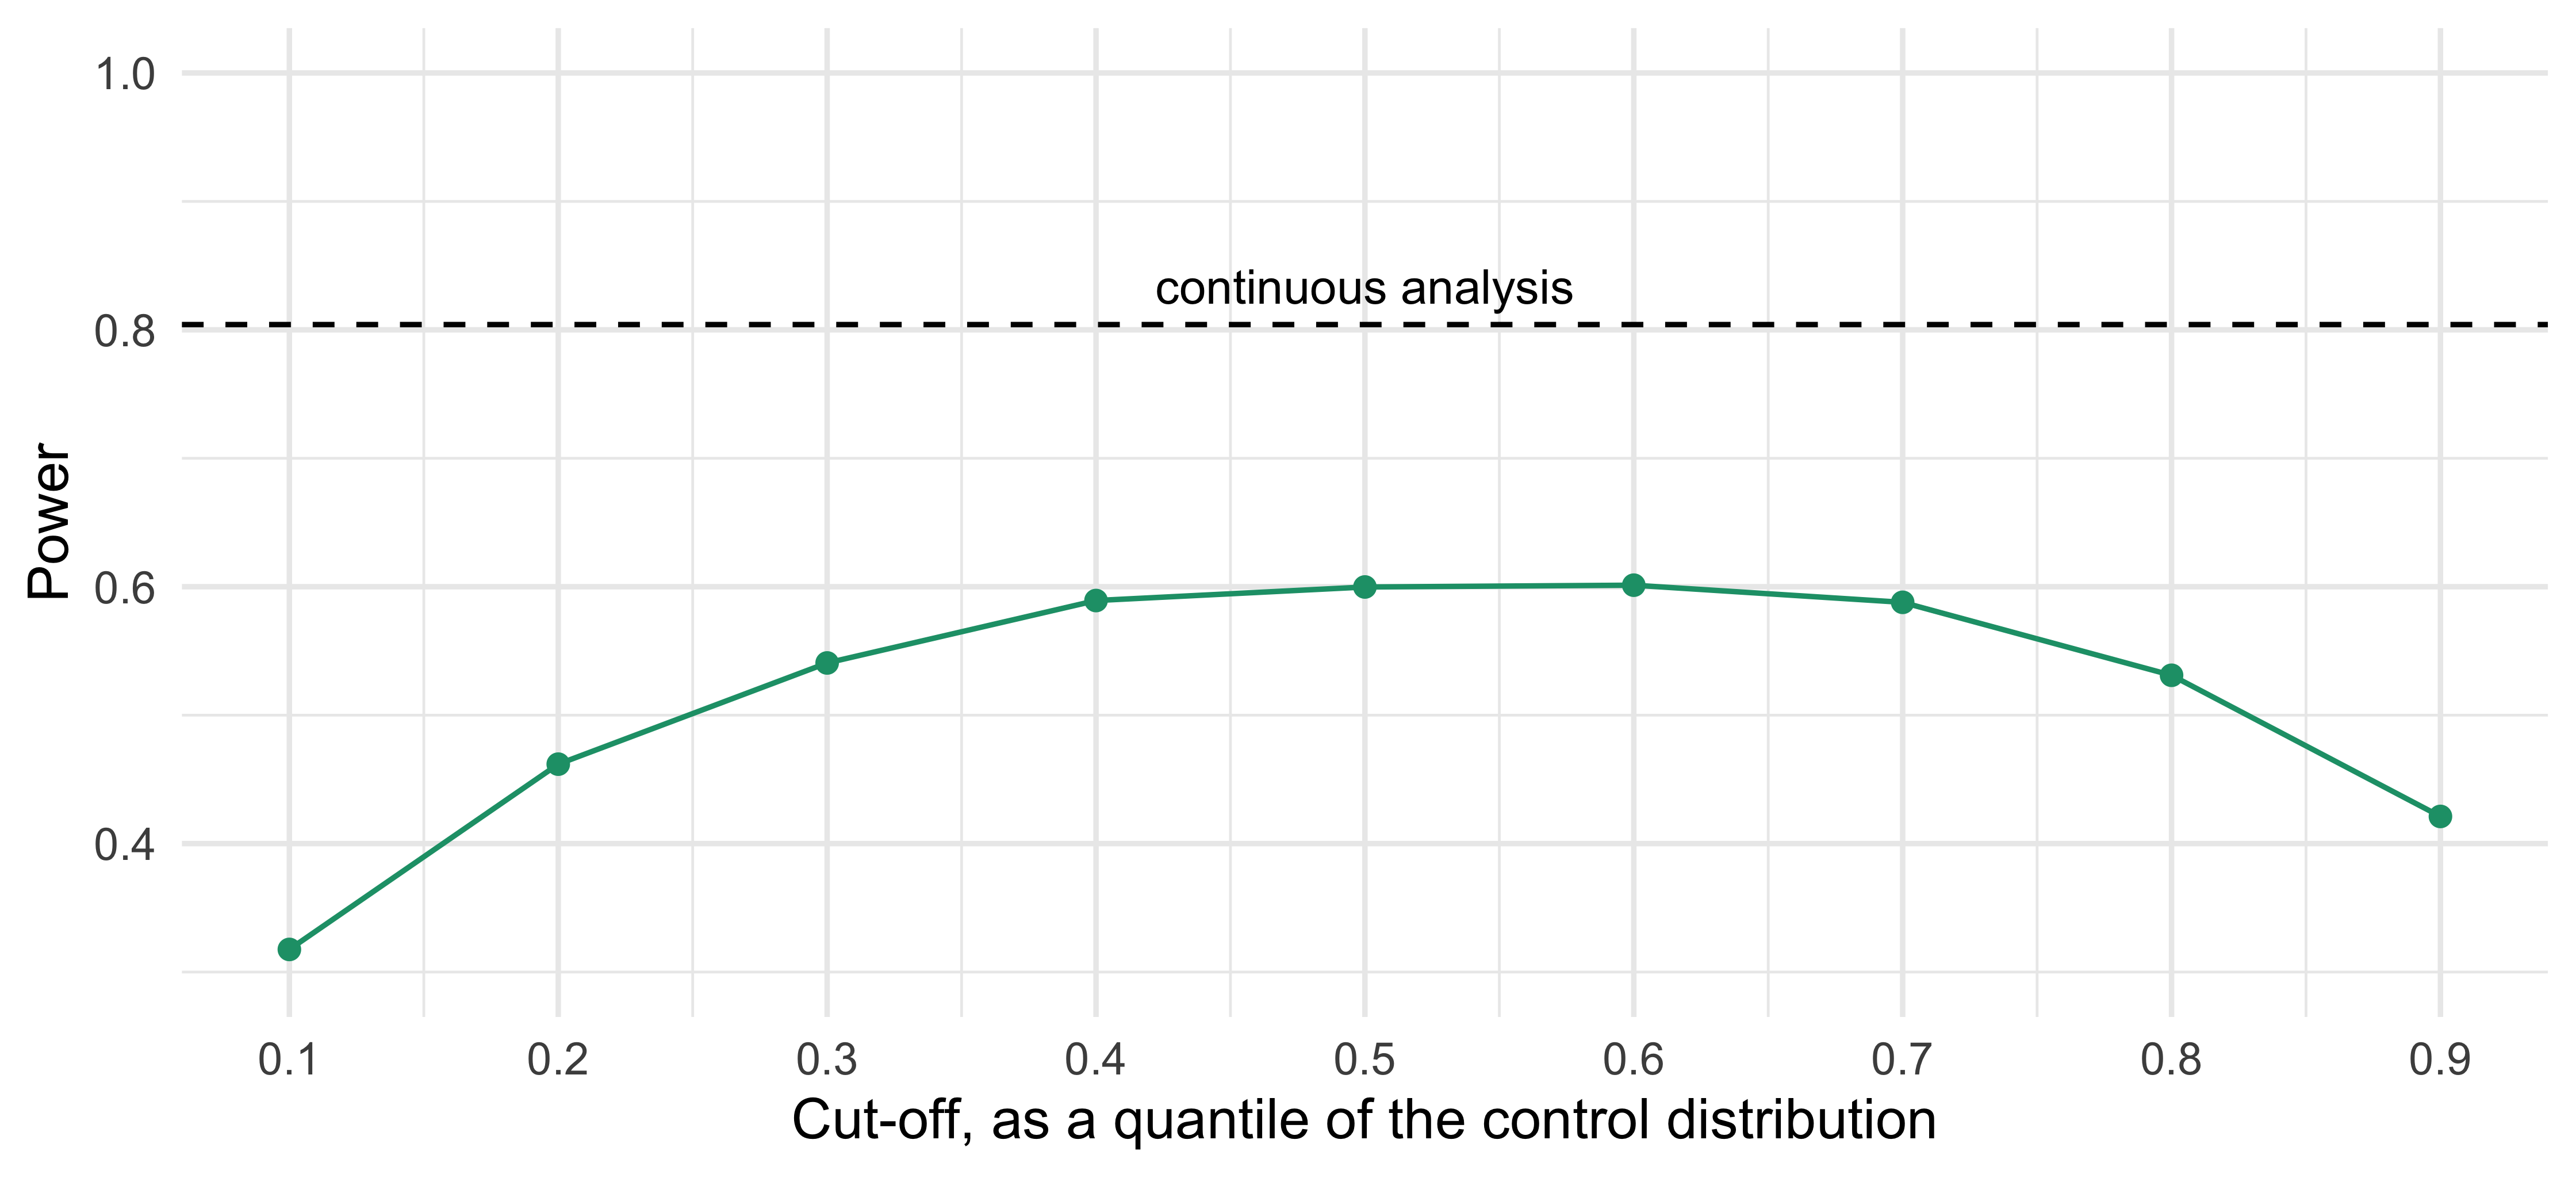 1.0
0.8
0.6
0.4
Power
continuous analysis
0.1 0.2 0.3 0.4 0.5 0.6 0.7 0.8 0.9
Cut-off, as a quantile of the control distribution